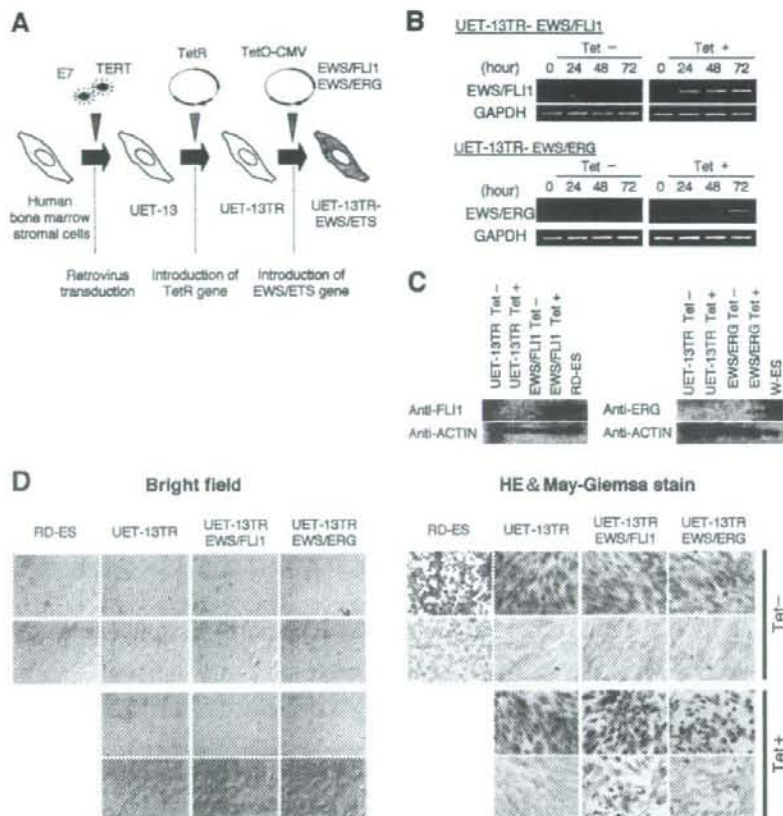 A
E7
TERT
TetR
TetO-CMV
EWS/FLI1
EWS/ERG
Human
bone marrow
stromal cells
UET-13
UET-13TR
UET-13TR-
EWS/ETS
Retrovirus
transduction
Introduction of
TetR gene
Introduction of
EWS/ETS gene
B
UET-13TR- EWS/FLI1
Tet − Tet +
(hour) 0 24 48 72 0 24 48 72
EWS/FLI1
GAPDH
UET-13TR- EWS/ERG
Tet − Tet +
(hour) 0 24 48 72 0 24 48 72
EWS/ERG
GAPDH
C
UET-13TR Tet −
UET-13TR Tet +
EWS/FLI1 Tet −
EWS/FLI1 Tet +
RD-ES
Anti-FLI1
Anti-ACTIN
UET-13TR Tet −
UET-13TR Tet +
EWS/ERG Tet −
EWS/ERG Tet +
W-ES
Anti-ERG
Anti-ACTIN
D
Bright field
RD-ES
UET-13TR
UET-13TR
EWS/FLI1
UET-13TR
EWS/ERG
HE & May-Giemsa stain
RD-ES
UET-13TR
UET-13TR
EWS/FLI1
UET-13TR
EWS/ERG
Tet−
Tet+